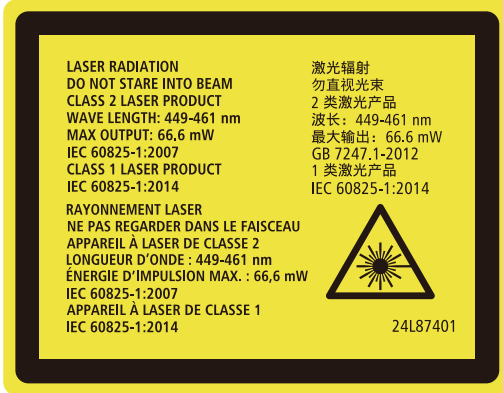 LASER RADIATION
DO NOT STARE INTO BEAM
CLASS 2 LASER PRODUCT
WAVE LENGTH: 449-461 nm
MAX OUTPUT: 66,6 mW
IEC 60825-1:2007
CLASS 1 LASER PRODUCT
IEC 60825-1:2014
RAYONNEMENT LASER
NE PAS REGARDER DANS LE FAISCEAU
APPAREIL À LASER DE CLASSE 2
LONGUEUR D'ONDE : 449-461 nm
ÉNERGIE D'IMPULSION MAX. : 66,6 mW
IEC 60825-1:2007
APPAREIL À LASER DE CLASSE 1
IEC 60825-1:2014
激光辐射
勿直视光束
2 类激光产品
波长：449-461 nm
最大输出：66.6 mW
GB 7247.1-2012
1 类激光产品
IEC 60825-1:2014
24L87401